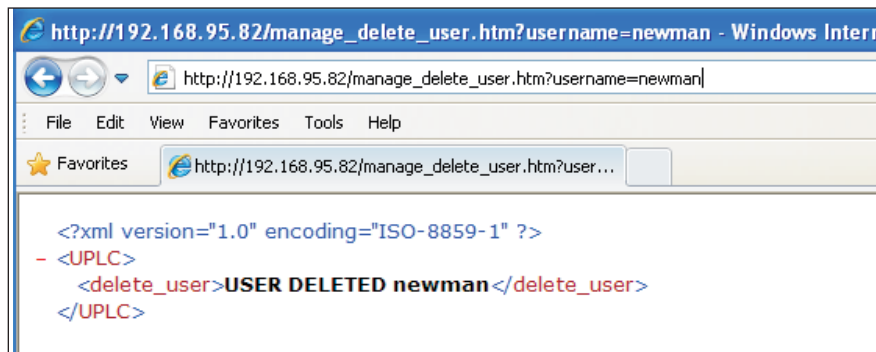 http://192.168.95.82/manage_delete_user.htm?username=newman - Windows Intern
http://192.168.95.82/manage_delete_user.htm?username=newman
File Edit View Favorites Tools Help
Favorites http://192.168.95.82/manage_delete_user.htm?user...
<?xml version="1.0" encoding="ISO-8859-1" ?>
- <UPLC>
<delete_user>USER DELETED newman</delete_user>
</UPLC>